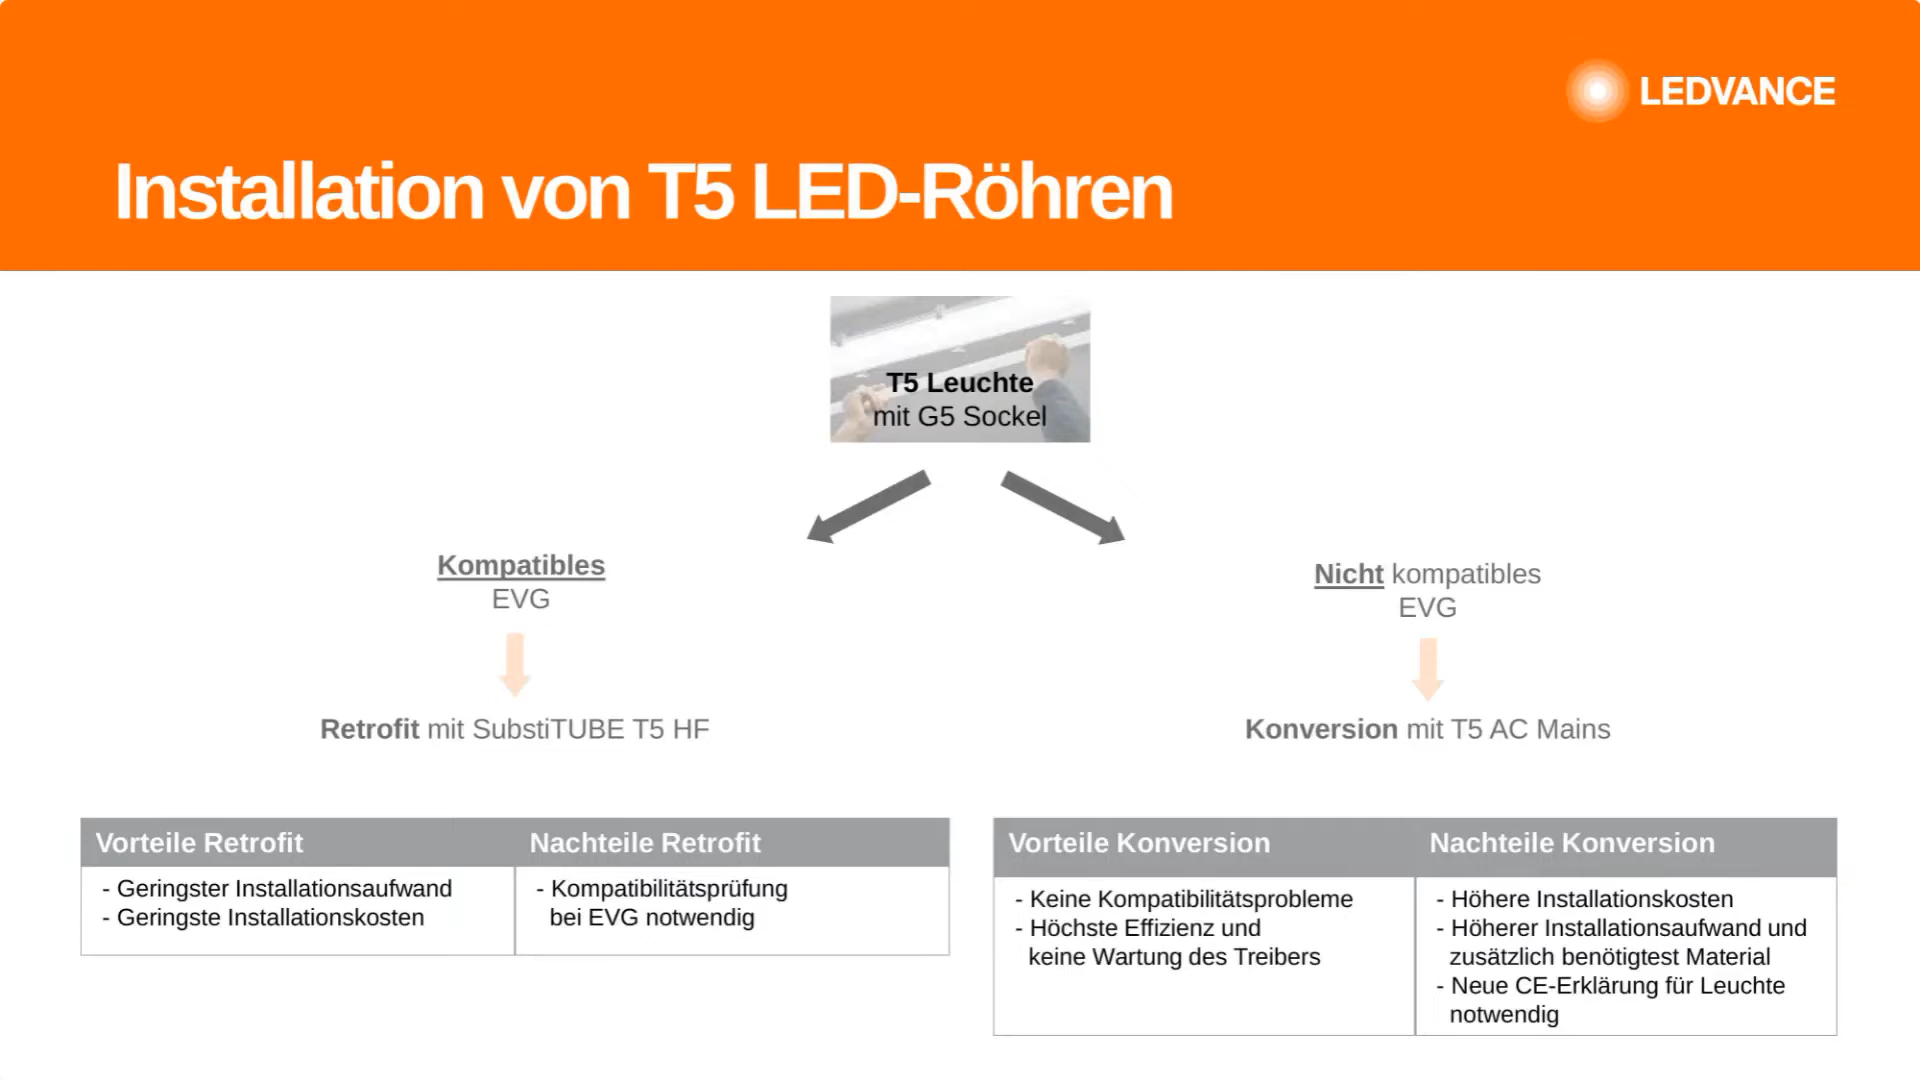 LEDVANCE
Installation von T5 LED-Röhren
T5 Leuchte
mit G5 Sockel
Kompatibles
EVG
Nicht kompatibles
EVG
Retrofit mit SubstiTUBE T5 HF
Konversion mit T5 AC Mains
Vorteile Retrofit
Nachteile Retrofit
- Geringster Installationsaufwand
- Geringste Installationskosten
- Kompatibilitätsprüfung
bei EVG notwendig
Vorteile Konversion
Nachteile Konversion
- Keine Kompatibilitätsprobleme
- Höchste Effizienz und
keine Wartung des Treibers
- Höhere Installationskosten
- Höherer Installationsaufwand und
zusätzlich benötigtest Material
- Neue CE-Erklärung für Leuchte
notwendig